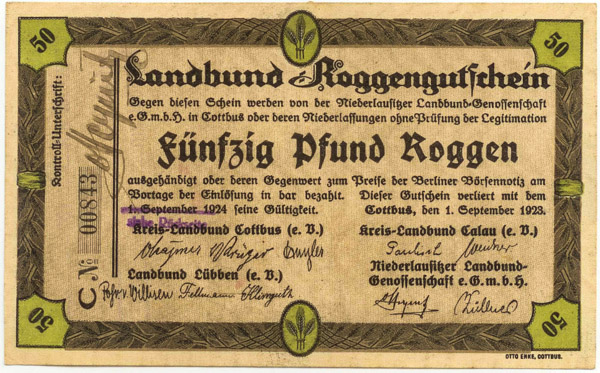 50
50
Kontroll-Unterschrift:
Landbund-Roggengutschein
Gegen diesen Schein werden von der Niederlausitzer Landbund-Genossenschaft
e.G.m.b.H. in Cottbus oder deren Niederlassungen ohne Prüfung der Legitimation
Fünfzig Pfund Roggen
ausgehändigt oder deren Gegenwert zum Preise der Berliner Börsennotiz am
Vortage der Einlösung in bar bezahlt. Dieser Gutschein verliert mit dem
1. September 1924 seine Gültigkeit. Cottbus, den 1. September 1923.
siehe Rückseite
Kreis-Landbund Cottbus (e. V.) Kreis-Landbund Calau (e. V.)
C No 00843
Landbund Lübben (e. V.)
Niederlausitzer Landbund-
Genossenschaft e.G.m.b.H.
50
50
OTTO ENKE, COTTBUS.